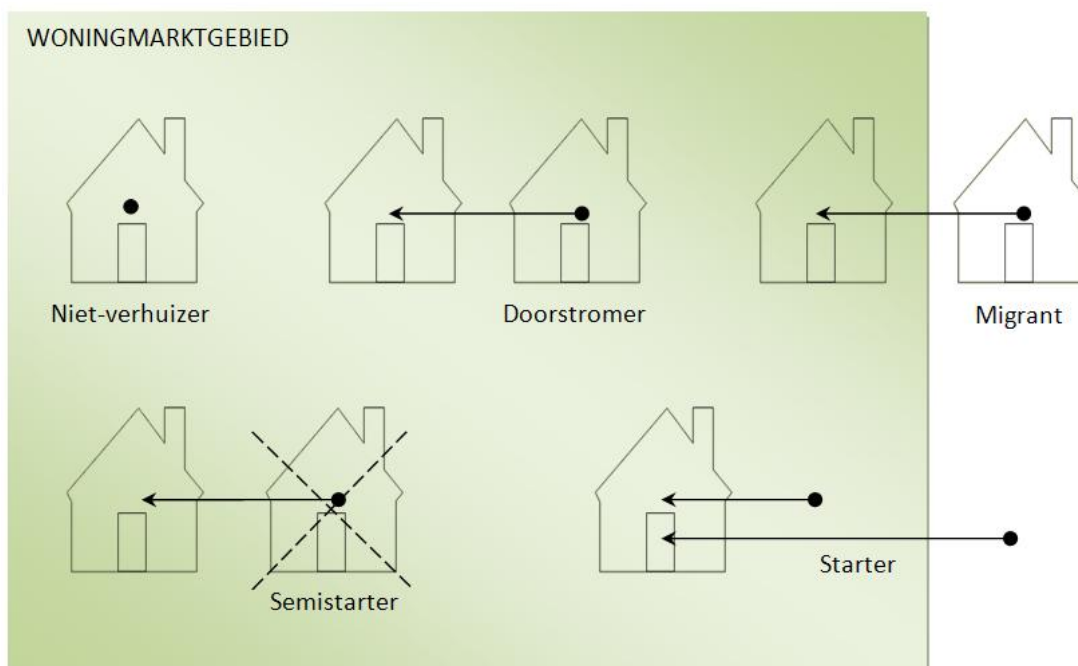 WONINGMARKTGEBIED
Niet-verhuizer
Doorstromer
Migrant
Semistarter
Starter